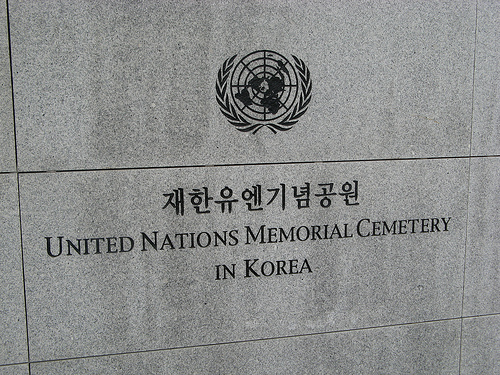 재한유엔기념공원
UNITED NATIONS MEMORIAL CEMETERY
IN KOREA